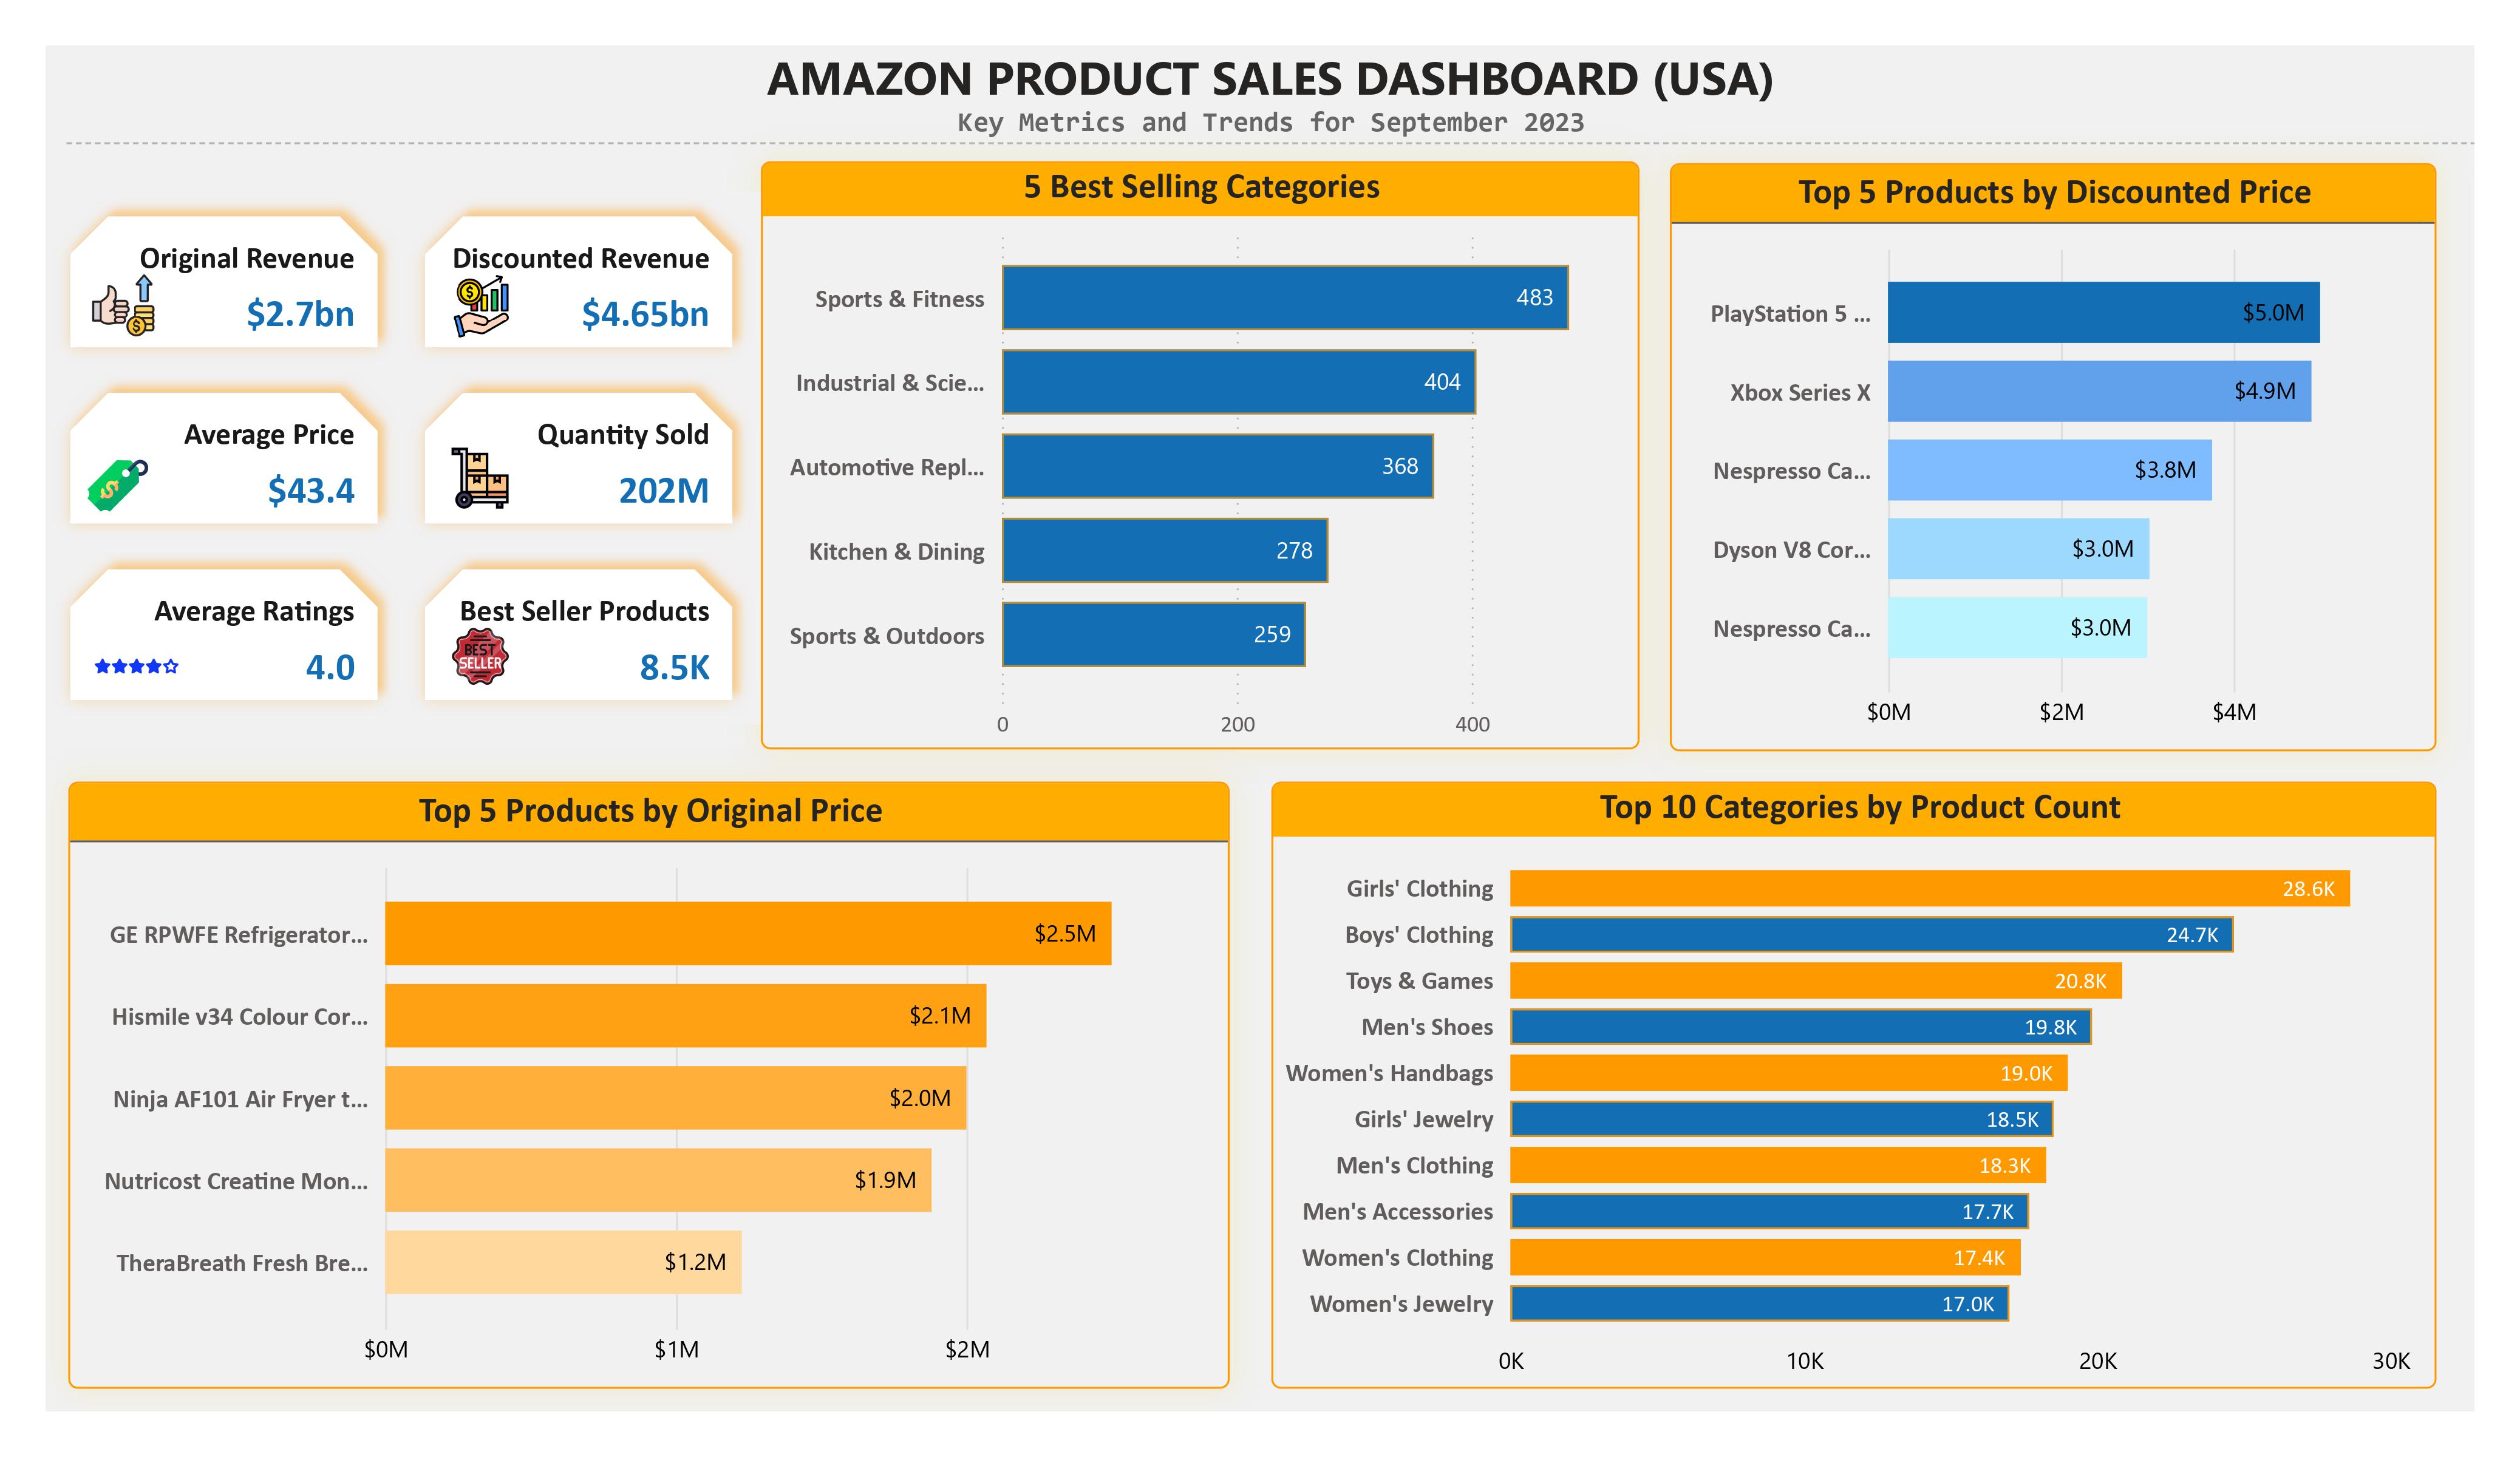 AMAZON PRODUCT SALES DASHBOARD (USA)
Key Metrics and Trends for September 2023
Original Revenue
$2.7bn
Discounted Revenue
$4.65bn
Average Price
$43.4
Quantity Sold
202M
Average Ratings
4.0
Best Seller Products
BEST
SELLER
8.5K
5 Best Selling Categories
Sports & Fitness 483
Industrial & Scie... 404
Automotive Repl... 368
Kitchen & Dining 278
Sports & Outdoors 259
0 200 400
Top 5 Products by Discounted Price
PlayStation 5 ... $5.0M
Xbox Series X $4.9M
Nespresso Ca... $3.8M
Dyson V8 Cor... $3.0M
Nespresso Ca... $3.0M
$0M $2M $4M
Top 5 Products by Original Price
GE RPWFE Refrigerator... $2.5M
Hismile v34 Colour Cor... $2.1M
Ninja AF101 Air Fryer t... $2.0M
Nutricost Creatine Mon... $1.9M
TheraBreath Fresh Bre... $1.2M
$0M $1M $2M
Top 10 Categories by Product Count
Girls' Clothing 28.6K
Boys' Clothing 24.7K
Toys & Games 20.8K
Men's Shoes 19.8K
Women's Handbags 19.0K
Girls' Jewelry 18.5K
Men's Clothing 18.3K
Men's Accessories 17.7K
Women's Clothing 17.4K
Women's Jewelry 17.0K
0K 10K 20K 30K